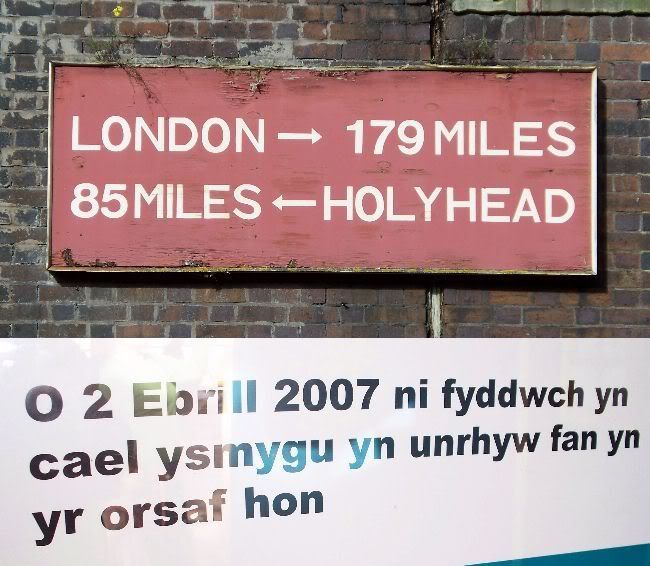 LONDON → 179 MILES
85 MILES ← HOLYHEAD
O 2 Ebrill 2007 ni fyddwch yn
cael ysmygu yn unrhyw fan yn
yr orsaf hon